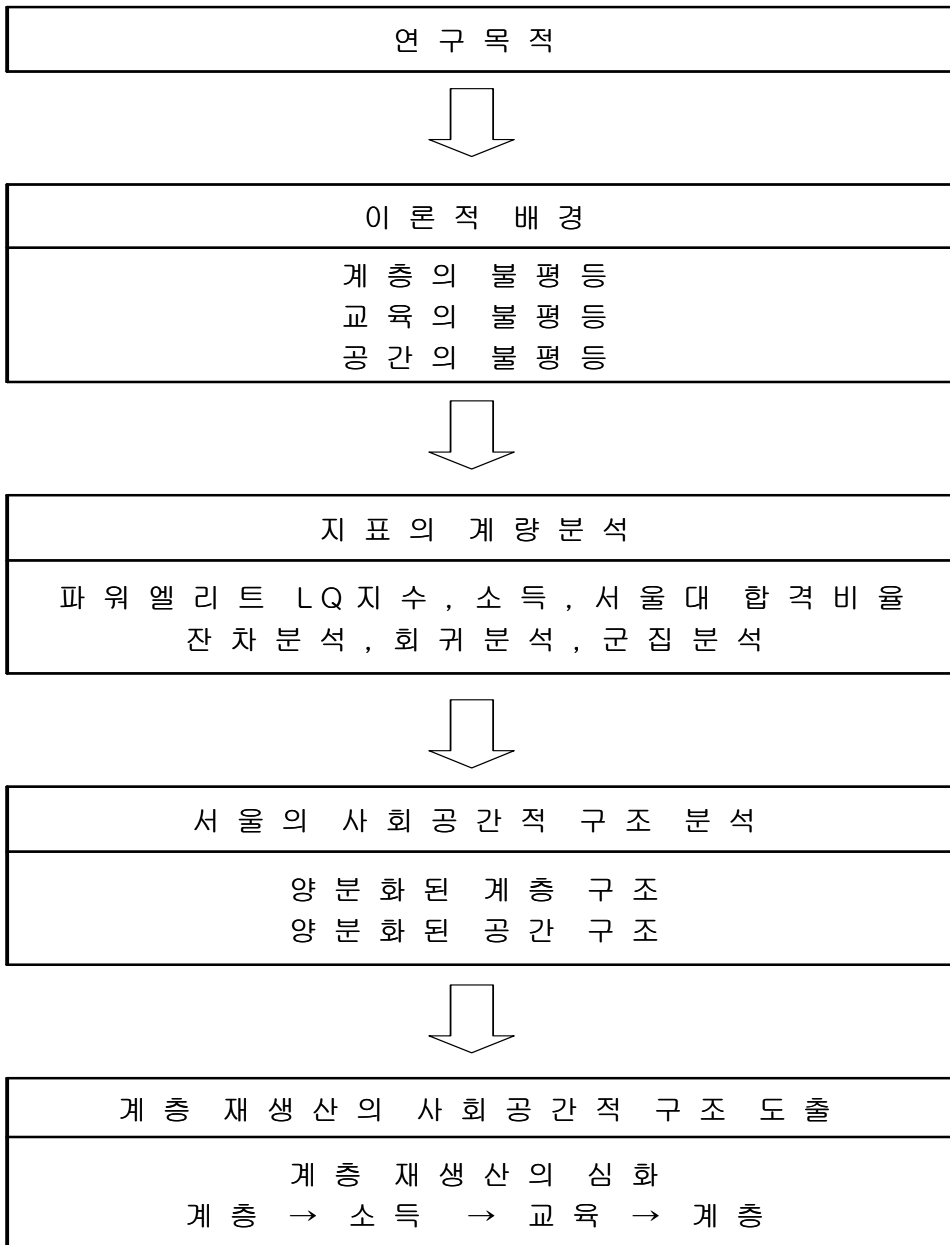 연구목적
이론적 배경
계층의 불평등
교육의 불평등
공간의 불평등
지표의 계량분석
파워엘리트 LQ지수, 소득, 서울대 합격비율
잔차분석, 회귀분석, 군집분석
서울의 사회공간적 구조 분석
양분화된 계층 구조
양분화된 공간 구조
계층 재생산의 사회공간적 구조 도출
계층 재생산의 심화
계층 → 소득 → 교육 → 계층